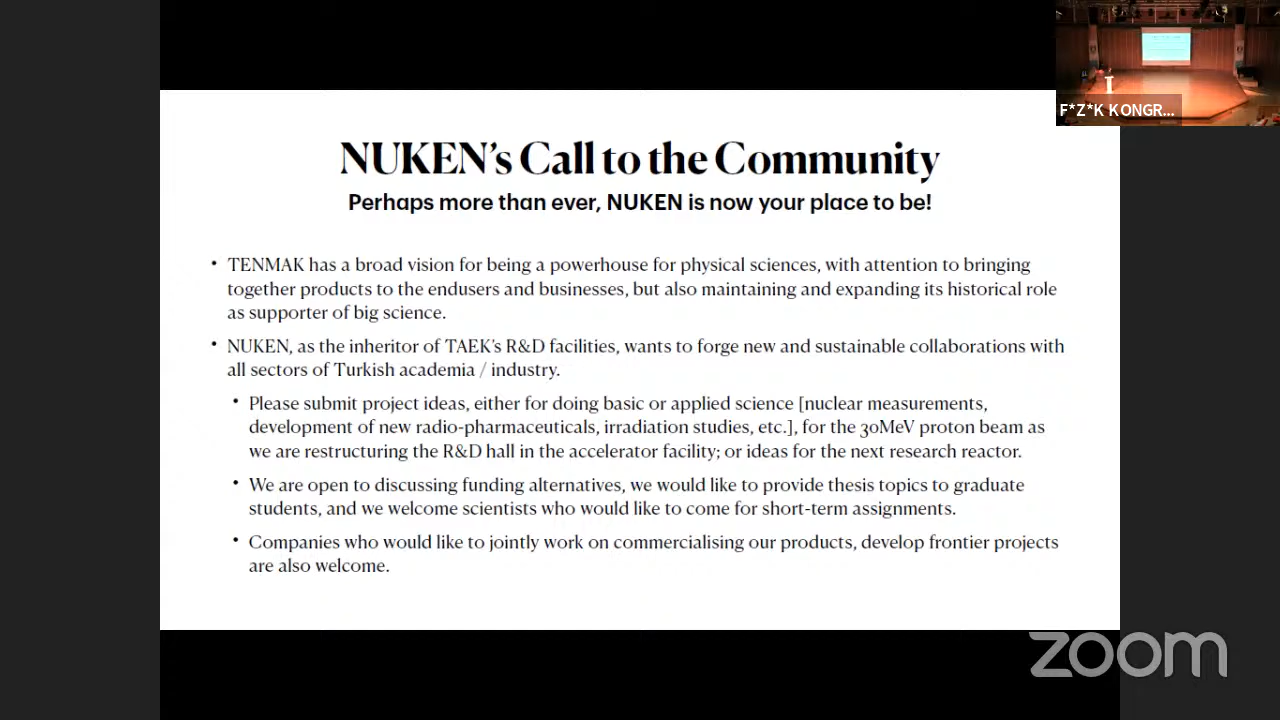 F*Z*K KONGR...
NUKEN's Call to the Community
Perhaps more than ever, NUKEN is now your place to be!
• TENMAK has a broad vision for being a powerhouse for physical sciences, with attention to bringing
together products to the endusers and businesses, but also maintaining and expanding its historical role
as supporter of big science.
• NUKEN, as the inheritor of TAEK's R&D facilities, wants to forge new and sustainable collaborations with
all sectors of Turkish academia / industry.
• Please submit project ideas, either for doing basic or applied science [nuclear measurements,
development of new radio-pharmaceuticals, irradiation studies, etc.], for the 30MeV proton beam as
we are restructuring the R&D hall in the accelerator facility; or ideas for the next research reactor.
• We are open to discussing funding alternatives, we would like to provide thesis topics to graduate
students, and we welcome scientists who would like to come for short-term assignments.
• Companies who would like to jointly work on commercialising our products, develop frontier projects
are also welcome.
zoom